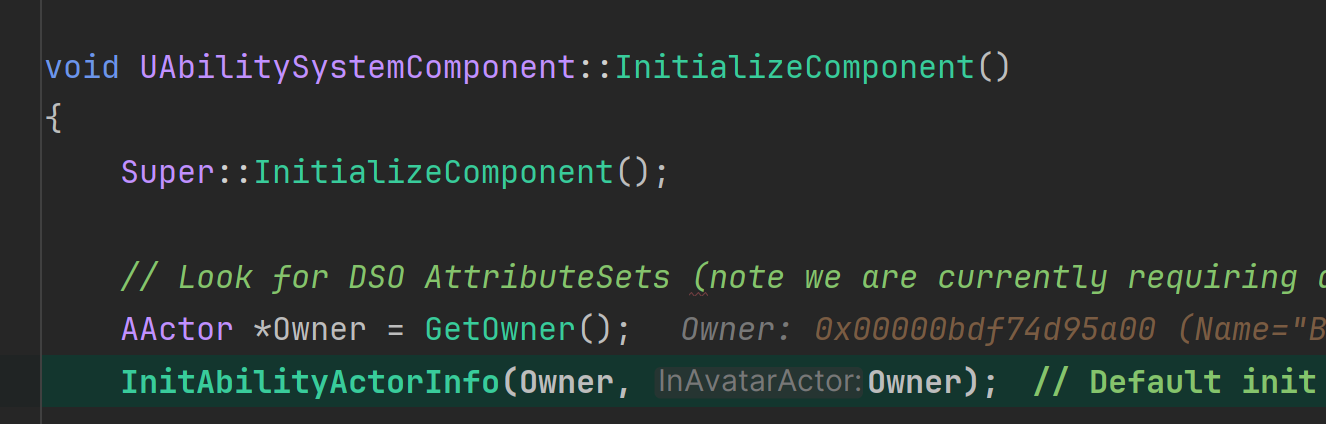 void UAbilitySystemComponent::InitializeComponent()
{
Super::InitializeComponent();
// Look for DSO AttributeSets (note we are currently requiring
AActor *Owner = GetOwner(); Owner: 0x00000bdf74d95a00 (Name="B
InitAbilityActorInfo(Owner, InAvatarActor:Owner); // Default init